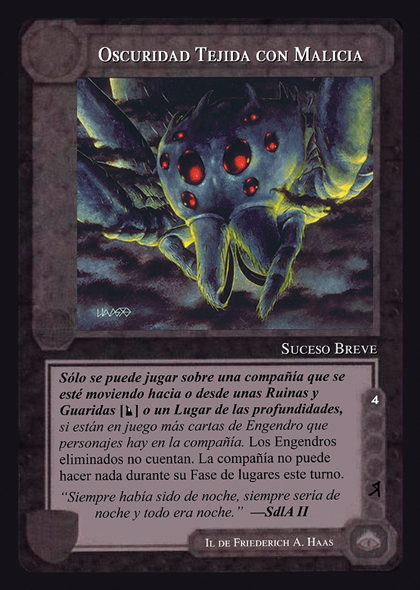 Oscuridad Tejida con Malicia
Suceso Breve
Sólo se puede jugar sobre una compañía que se
esté moviendo hacia o desde unas Ruinas y
Guaridas [] o un Lugar de las profundidades,
si están en juego más cartas de Engendro que
personajes hay en la compañía. Los Engendros
eliminados no cuentan. La compañía no puede
hacer nada durante su Fase de lugares este turno.
“Siempre había sido de noche, siempre sería de
noche y todo era noche.” —SdlA II
4
Il de Friederich A. Haas